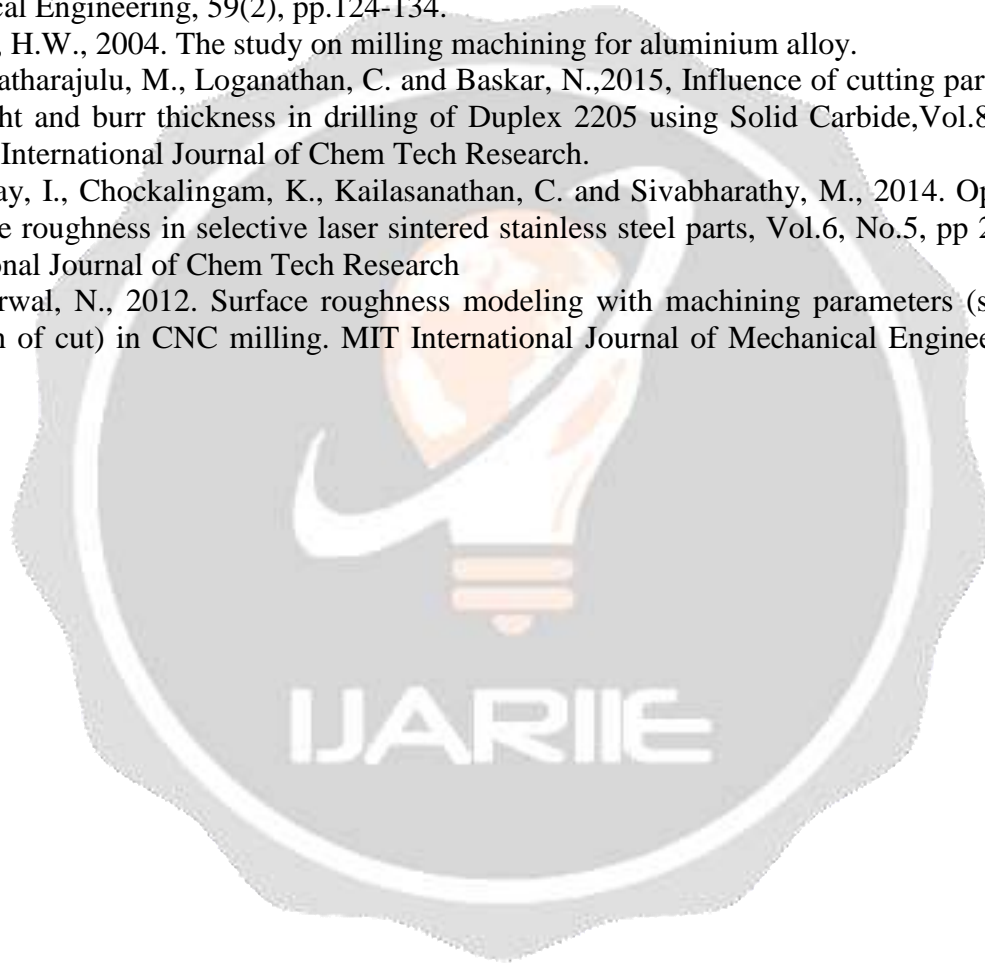 cal Engineering, 59(2), pp.124-134.
, H.W., 2004. The study on milling machining for aluminium alloy.
atharajulu, M., Loganathan, C. and Baskar, N.,2015, Influence of cutting par
ht and burr thickness in drilling of Duplex 2205 using Solid Carbide,Vol.8
International Journal of Chem Tech Research.
ay, I., Chockalingam, K., Kailasanathan, C. and Sivabharathy, M., 2014. Op
e roughness in selective laser sintered stainless steel parts, Vol.6, No.5, pp 2
onal Journal of Chem Tech Research
rwal, N., 2012. Surface roughness modeling with machining parameters (s
n of cut) in CNC milling. MIT International Journal of Mechanical Enginee
IJARIIE